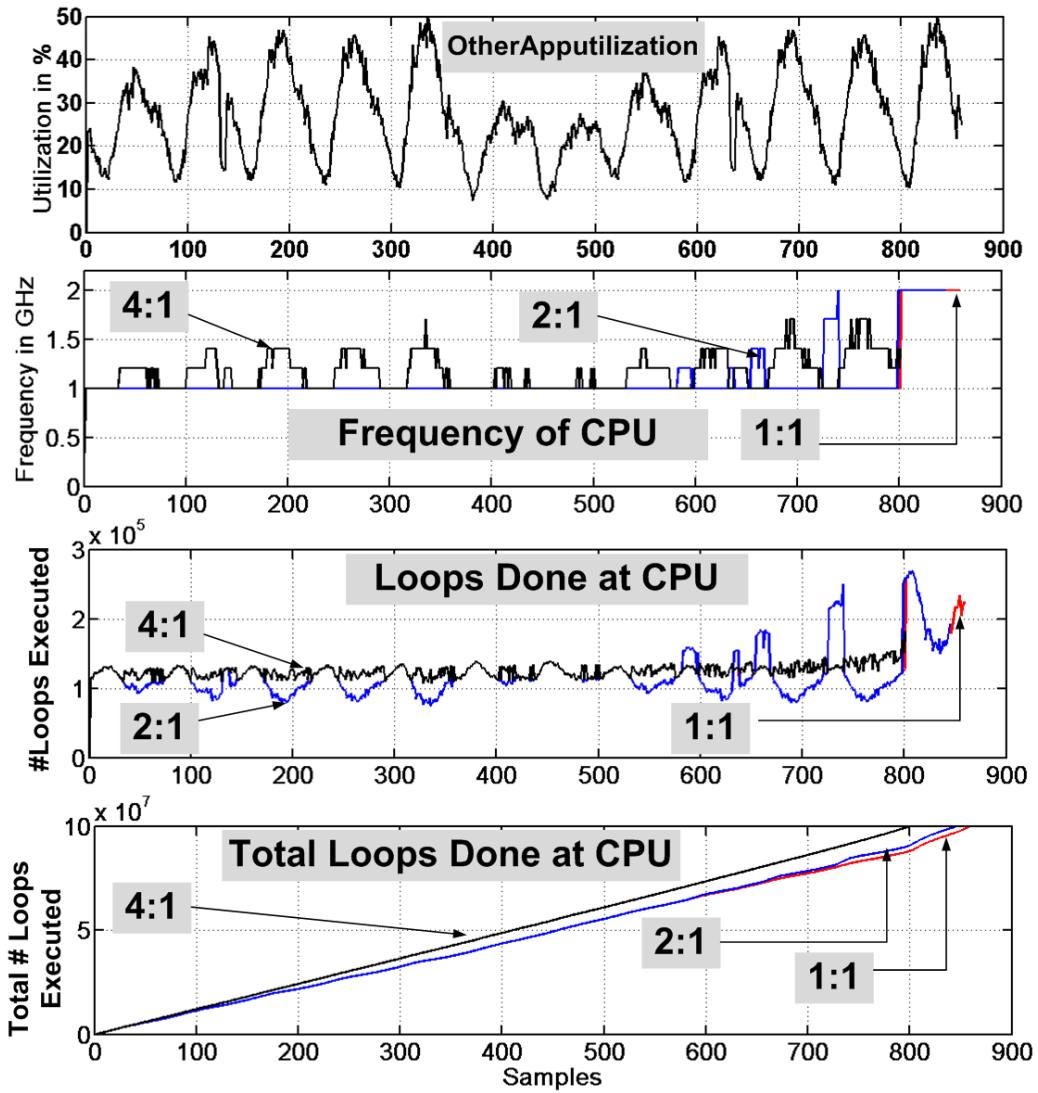 OtherApputilization
Utilization in %
50
40
30
20
10
0
0 100 200 300 400 500 600 700 800 900
4:1
2:1
1:1
Frequency of CPU
Frequency in GHz
2
1.5
1
0.5
0
0 100 200 300 400 500 600 700 800 900
x 10^5
Loops Done at CPU
4:1
2:1
1:1
#Loops Executed
3
2
1
0
0 100 200 300 400 500 600 700 800 900
x 10^7
Total Loops Done at CPU
4:1
2:1
1:1
Total # Loops
Executed
10
5
0
0 100 200 300 400 500 600 700 800 900
Samples